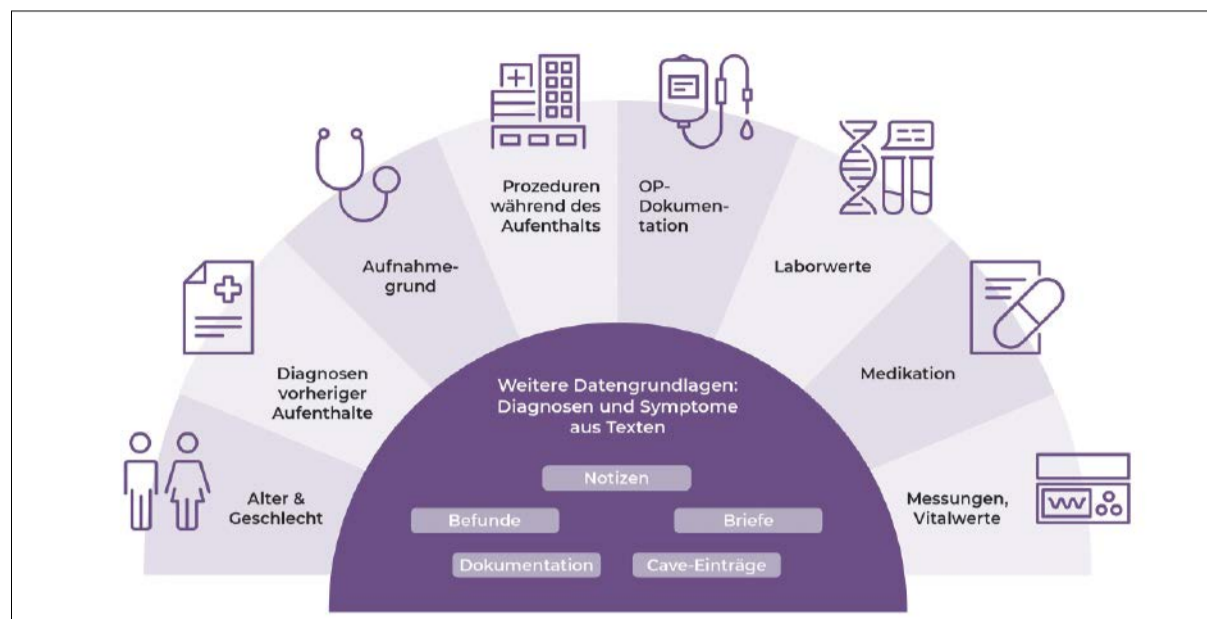 Prozeduren
während des
Aufenthalts
OP-
Dokumen-
tation
Aufnahme-
grund
Laborwerte
Diagnosen
vorheriger
Aufenthalte
Medikation
Alter &
Geschlecht
Messungen,
Vitalwerte
Weitere Datengrundlagen:
Diagnosen und Symptome
aus Texten
Notizen
Befunde
Briefe
Dokumentation
Cave-Einträge